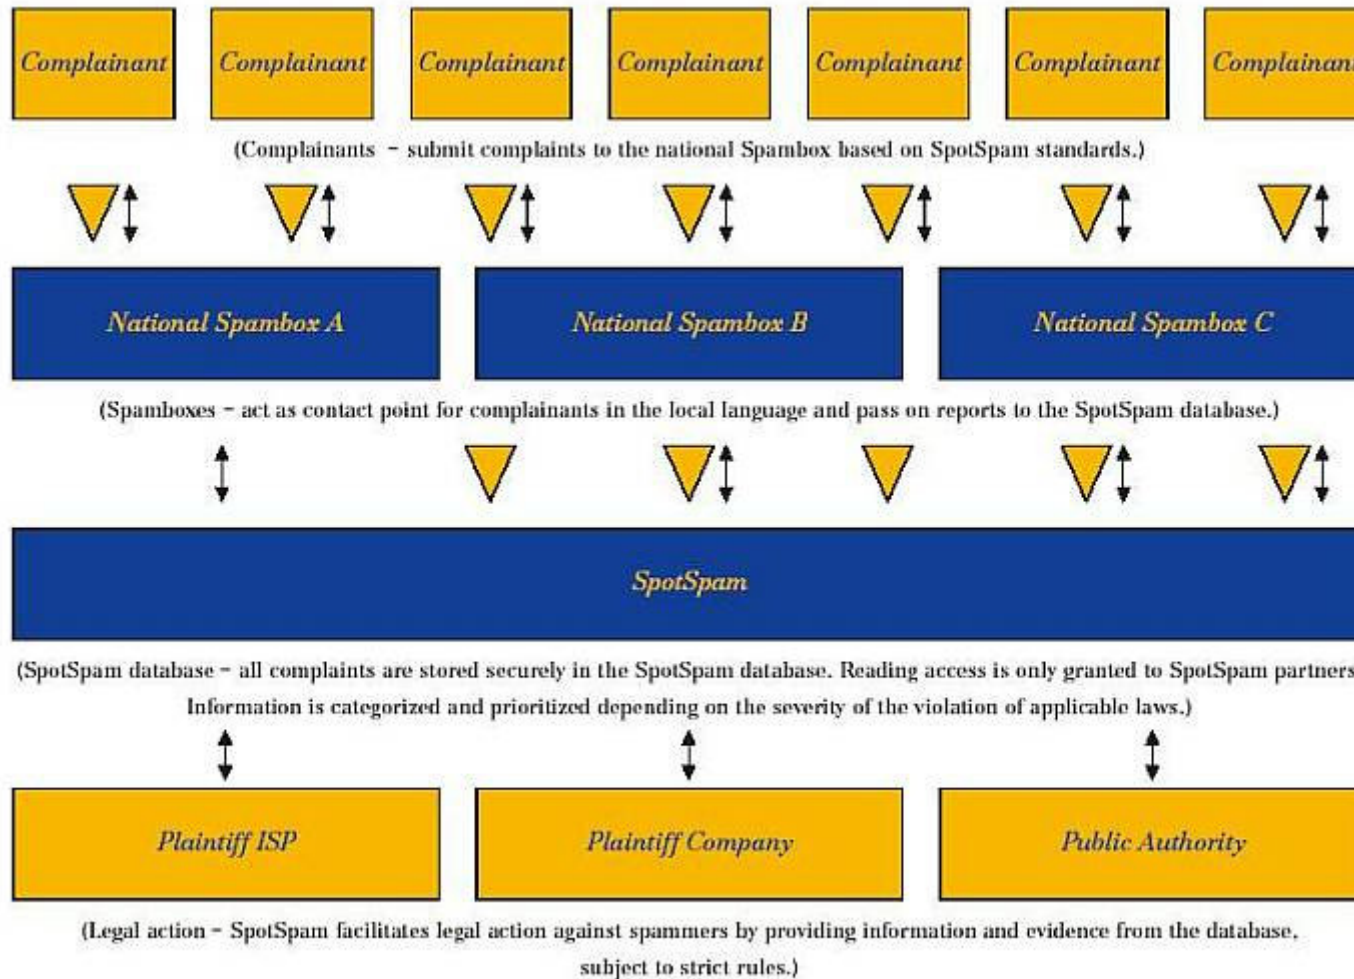 Complainant Complainant Complainant Complainant Complainant Complainant Complainant
(Complainants – submit complaints to the national Spambox based on SpotSpam standards.)
National Spambox A National Spambox B National Spambox C
(Spamboxes – act as contact point for complainants in the local language and pass on reports to the SpotSpam database.)
SpotSpam
(SpotSpam database – all complaints are stored securely in the SpotSpam database. Reading access is only granted to SpotSpam partners
Information is categorized and prioritized depending on the severity of the violation of applicable laws.)
Plaintiff ISP Plaintiff Company Public Authority
(Legal action – SpotSpam facilitates legal action against spammers by providing information and evidence from the database,
subject to strict rules.)